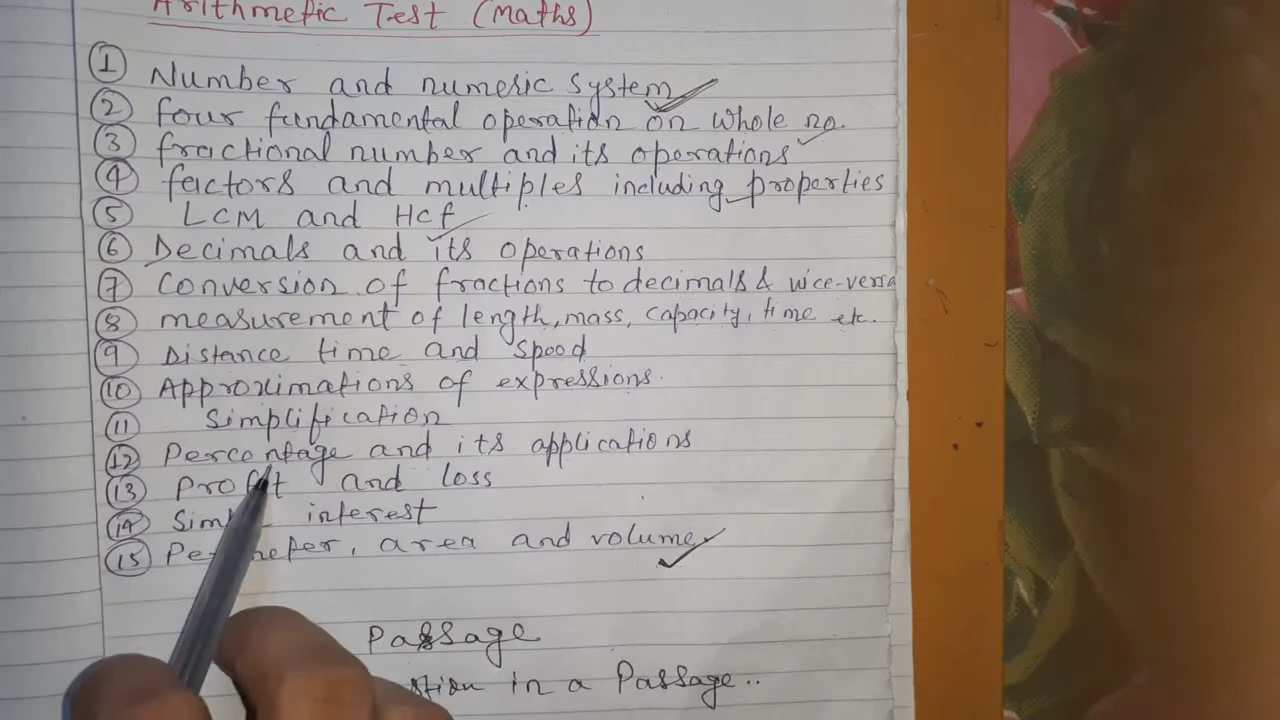 Arithmetic Test (Maths)
① Number and numeric system
② four fundamental operation on whole no.
③ fractional number and its operations
④ factors and multiples including properties
⑤ LCM and Hcf
⑥ Decimals and its operations
⑦ Conversion of fractions to decimals & vice-versa
⑧ measurement of length, mass, capacity, time etc.
⑨ Distance time and speed
⑩ Approximations of expressions.
⑪ Simplification
⑫ Percentage and its applications
⑬ Profit and loss
⑭ interest
⑮ area and volume.
Passage
in a Passage..